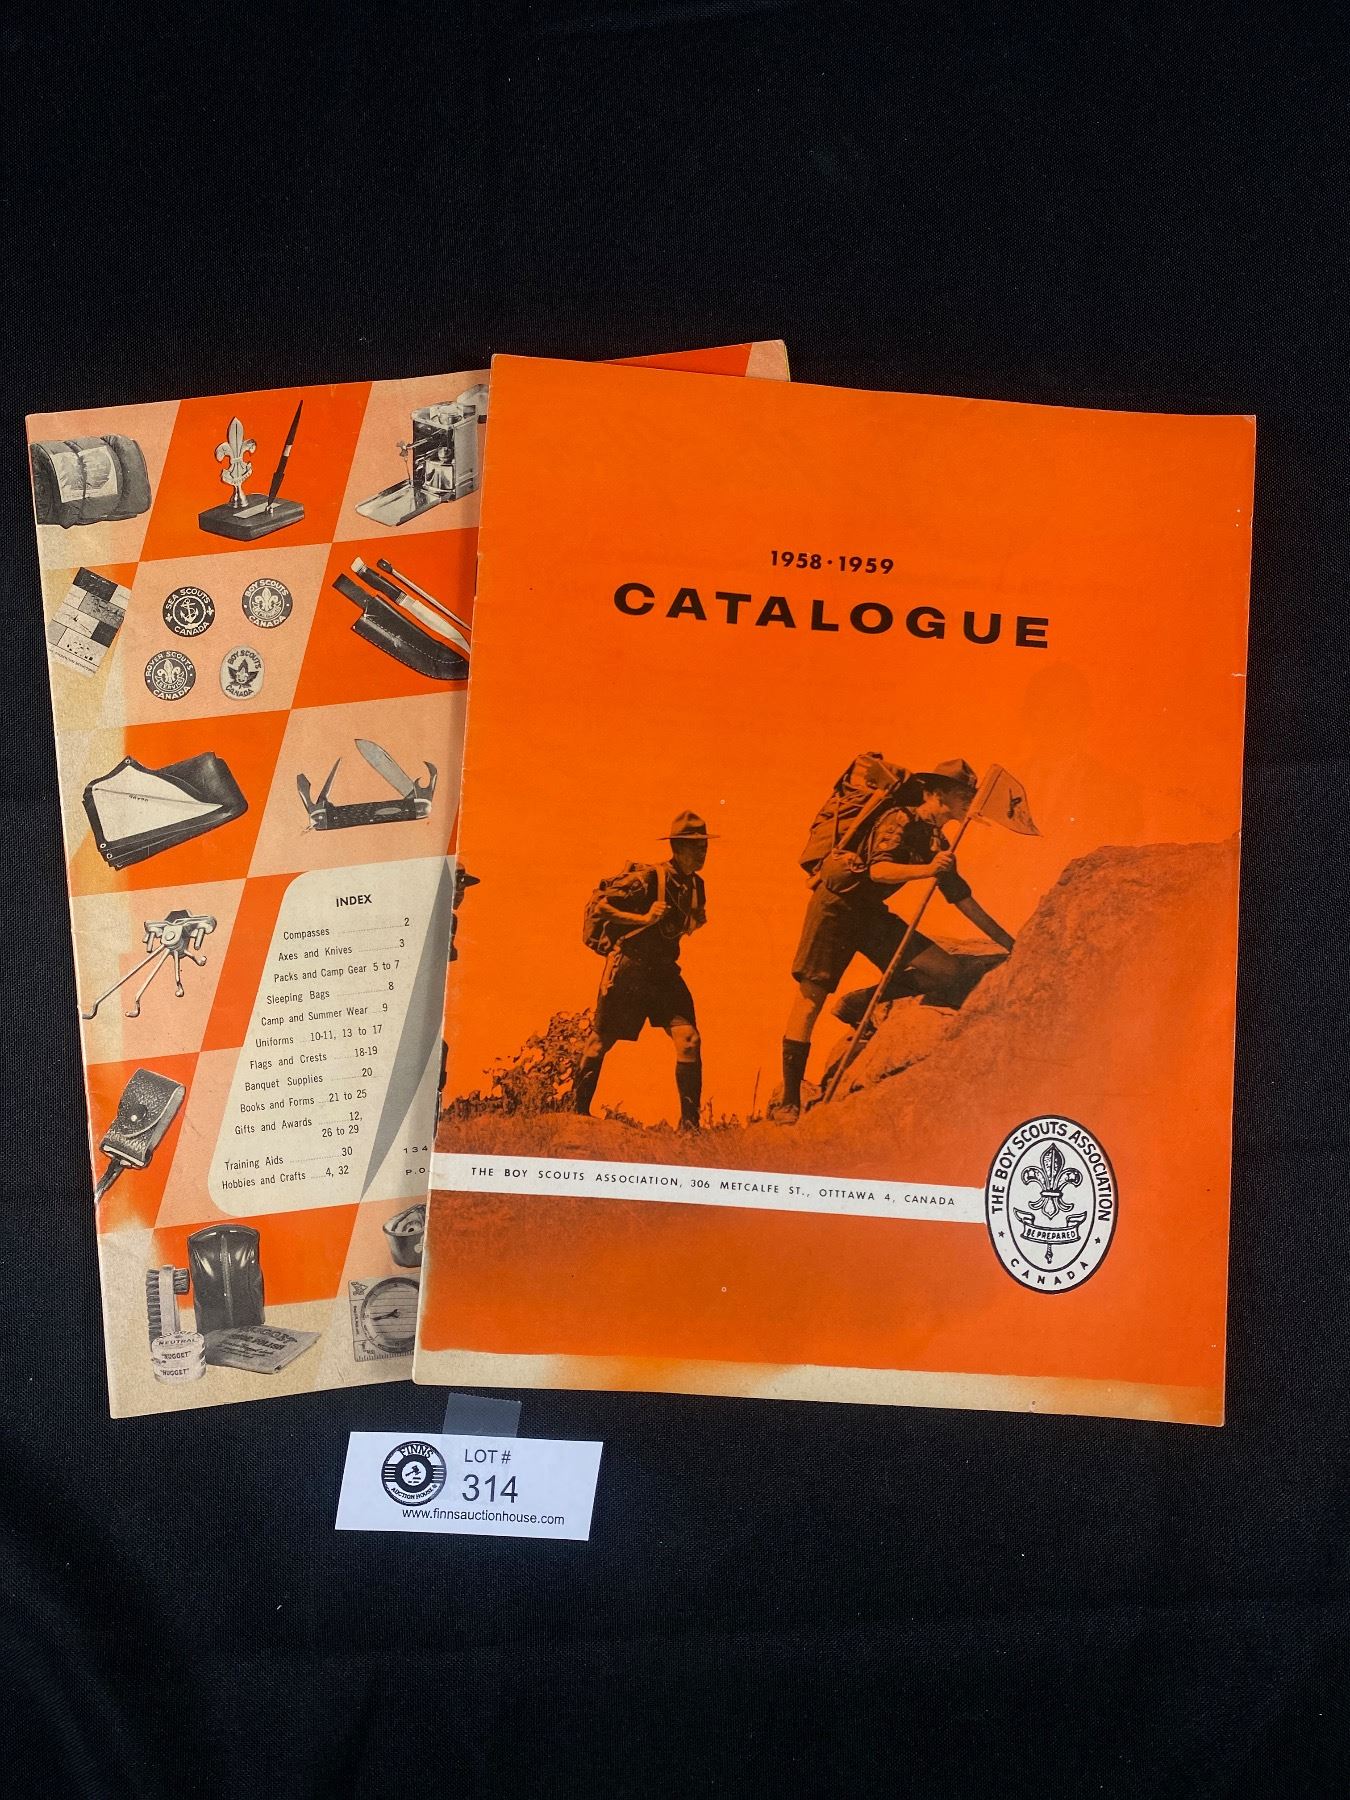 1958·1959
CATALOGUE
THE BOY SCOUTS ASSOCIATION, 306 METCALFE ST., OTTTAWA 4, CANADA
THE BOY SCOUTS ASSOCIATION
BE PREPARED
CANADA
SEA SCOUTS
CANADA
BOY SCOUTS
CANADA
ROVER SCOUTS
CANADA
BOY SCOUTS
CANADA
INDEX
Compasses 2
Axes and Knives 3
Packs and Camp Gear 5 to 7
Sleeping Bags 8
Camp and Summer Wear 9
Uniforms 10-11, 13 to 17
Flags and Crests 18-19
Banquet Supplies 20
Books and Forms 21 to 25
Gifts and Awards 12,
26 to 29
Training Aids 30
Hobbies and Crafts 4, 32
134
P.O
NEUTRAL
"NUGGET"
"NUGGET"
FINNS
AUCTION HOUSE
LOT #
314
www.finnsauctionhouse.com